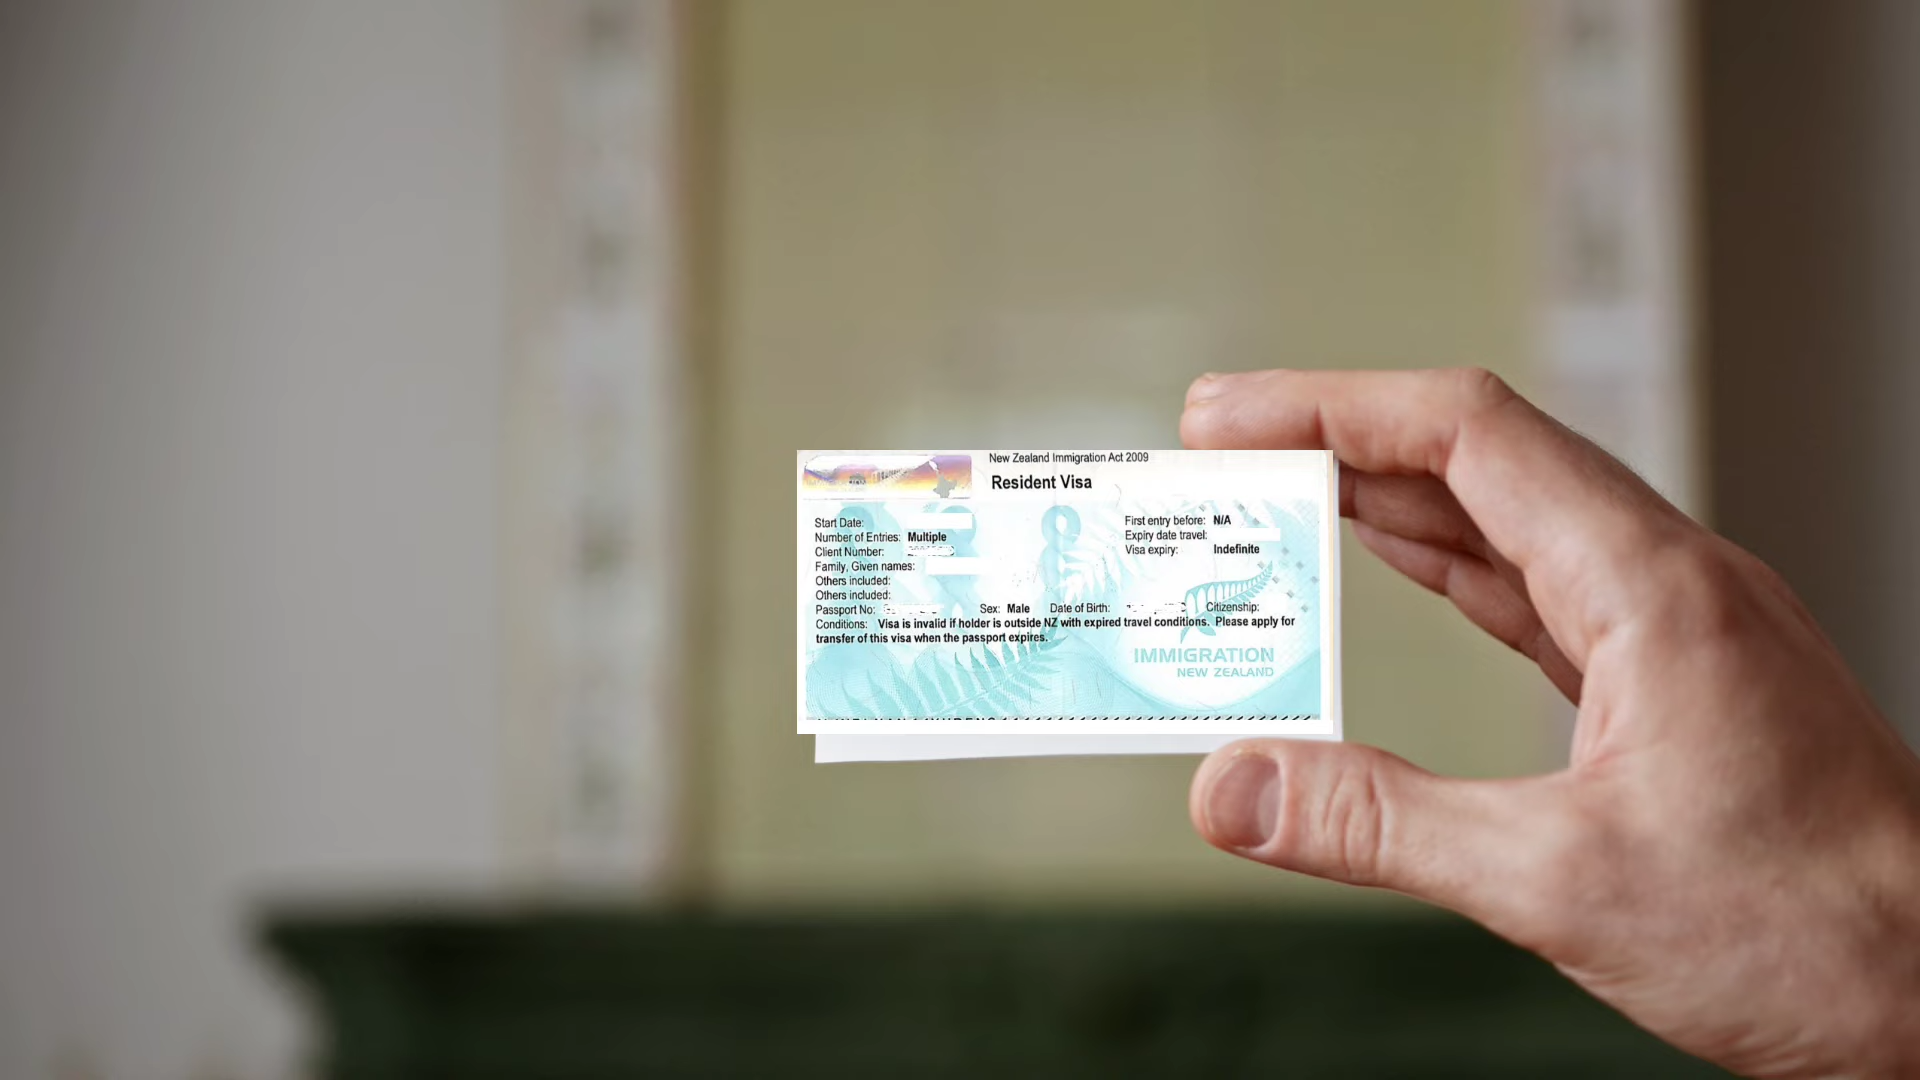 New Zealand Immigration Act 2009
Resident Visa
Start Date:
First entry before: N/A
Number of Entries: Multiple
Expiry date travel:
Client Number:
Visa expiry: Indefinite
Family, Given names:
Others included:
Others included:
Passport No: Sex: Male Date of Birth: Citizenship:
Conditions: Visa is invalid if holder is outside NZ with expired travel conditions. Please apply for
transfer of this visa when the passport expires.
IMMIGRATION
NEW ZEALAND